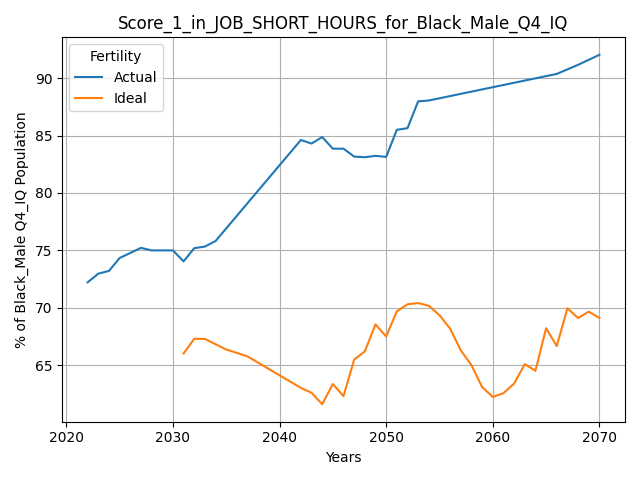 Score_1_in_JOB_SHORT_HOURS_for_Black_Male_Q4_IQ
Fertility
Actual
Ideal
% of Black_Male Q4_IQ Population
90
85
80
75
70
65
2020
2030
2040
2050
2060
2070
Years